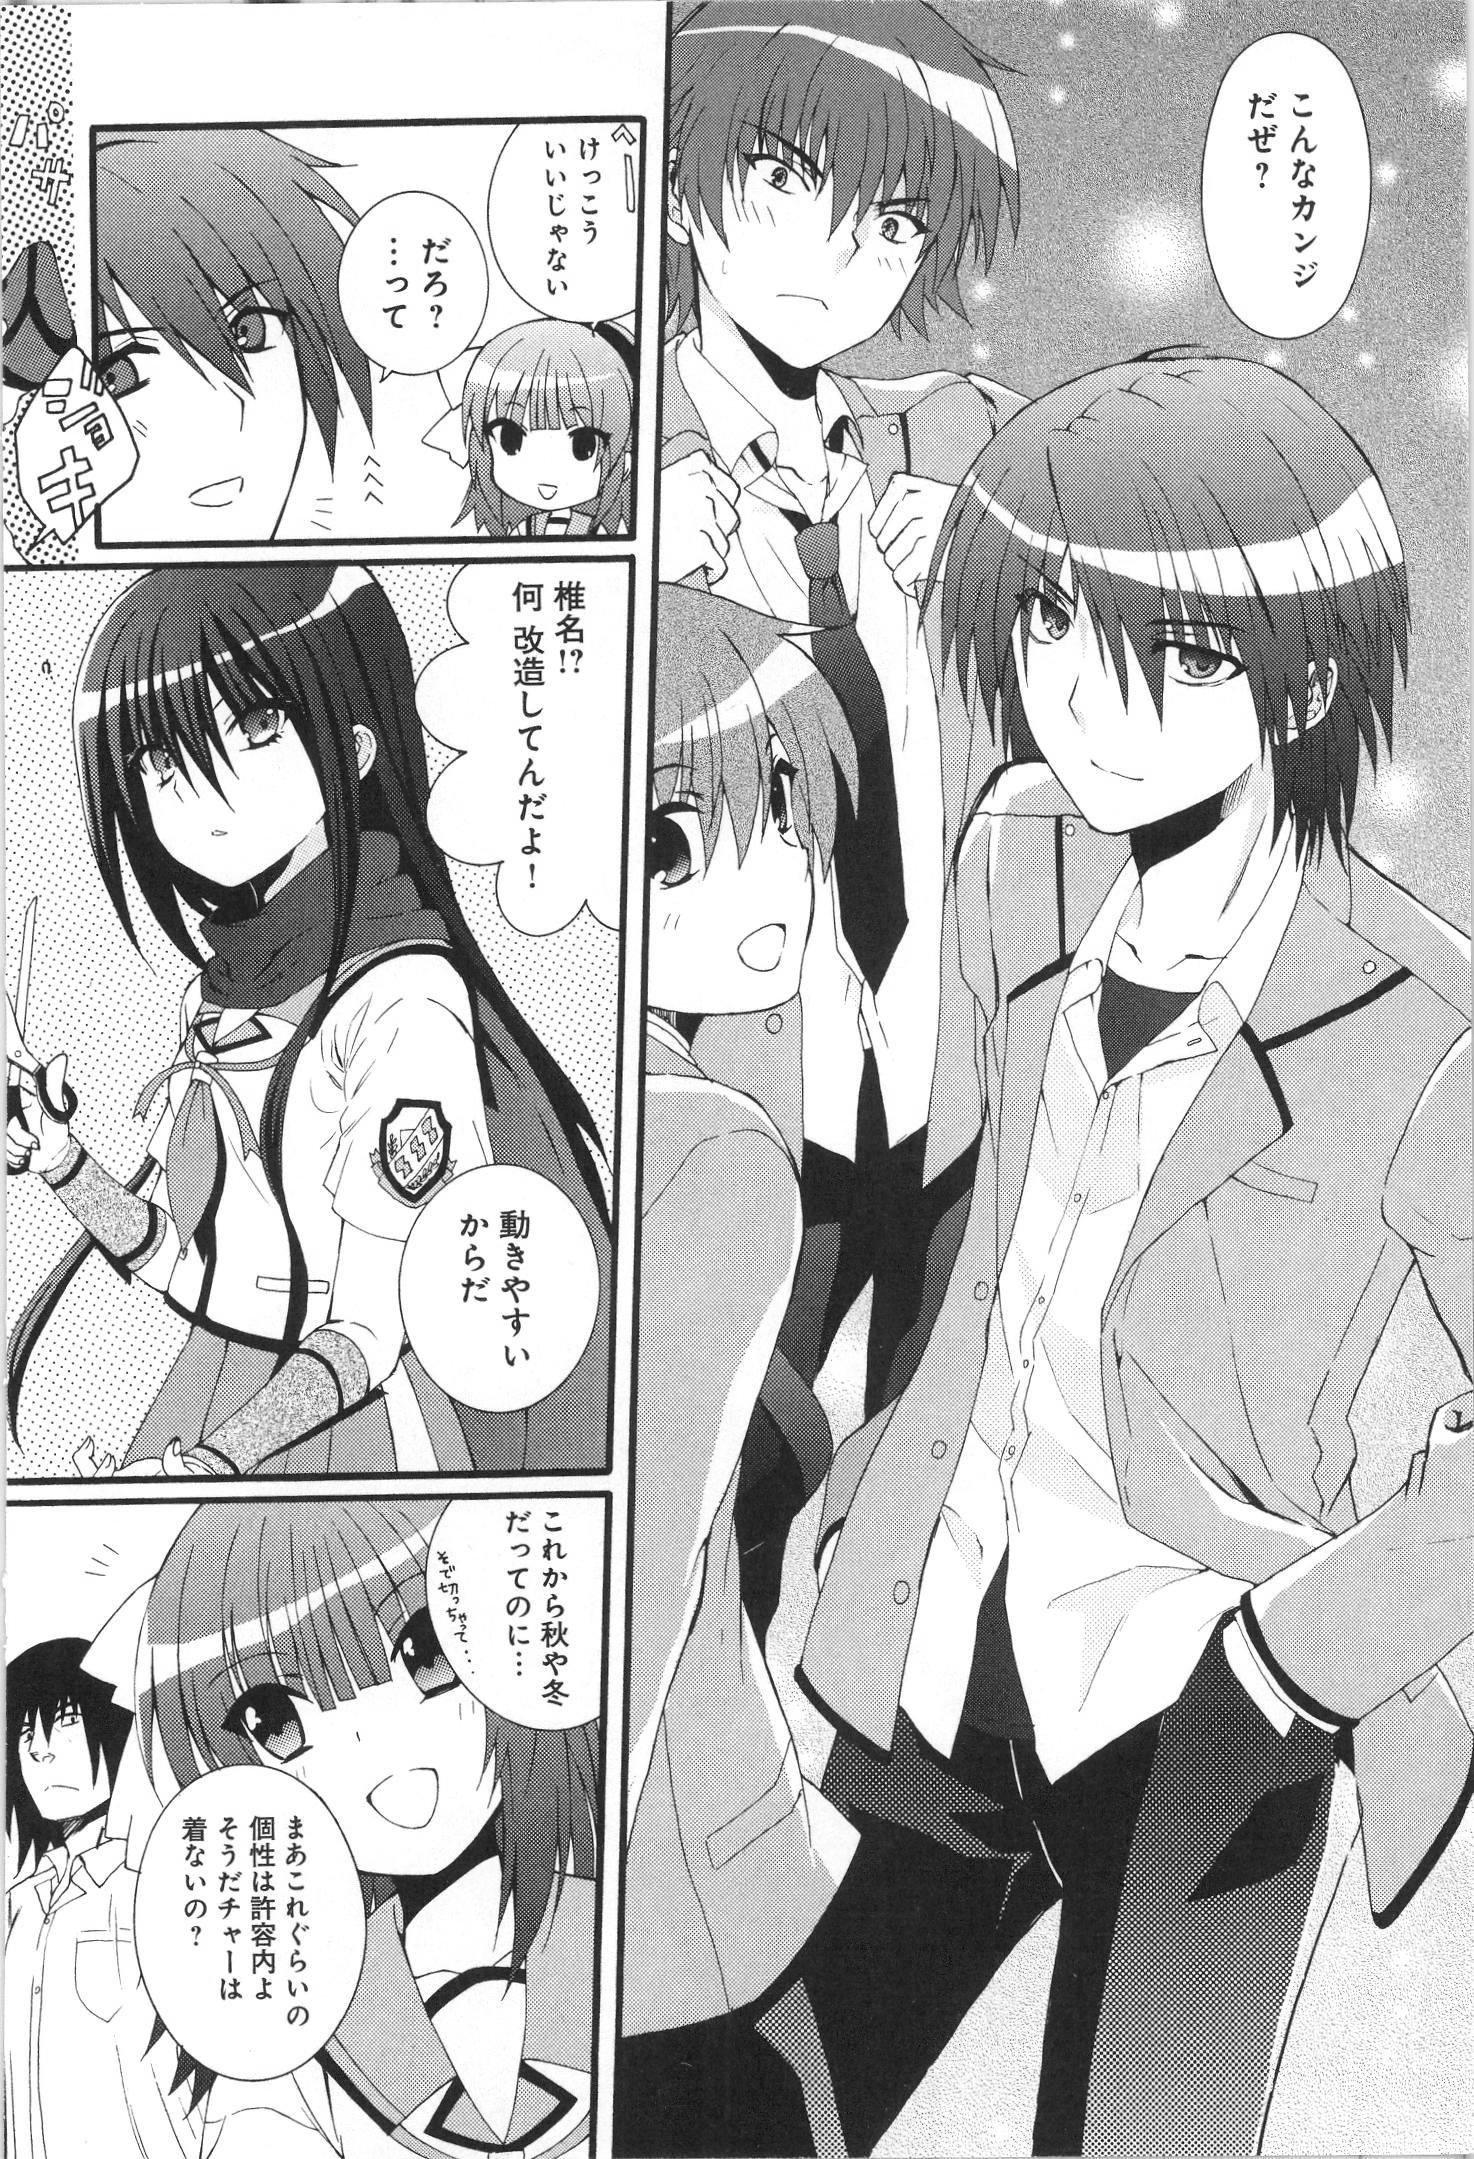 こんなカンジ
だぜ？
へー
けっこう
いいじゃない
だろ？
…って
パサ
ジョキ
椎名!?
何 改造してんだよ！
動きやすい
からだ
これから秋や冬
だってのに…
そで切っちゃって・・
まあこれぐらいの
個性は許容内よ
そうだチャーは
着ないの？